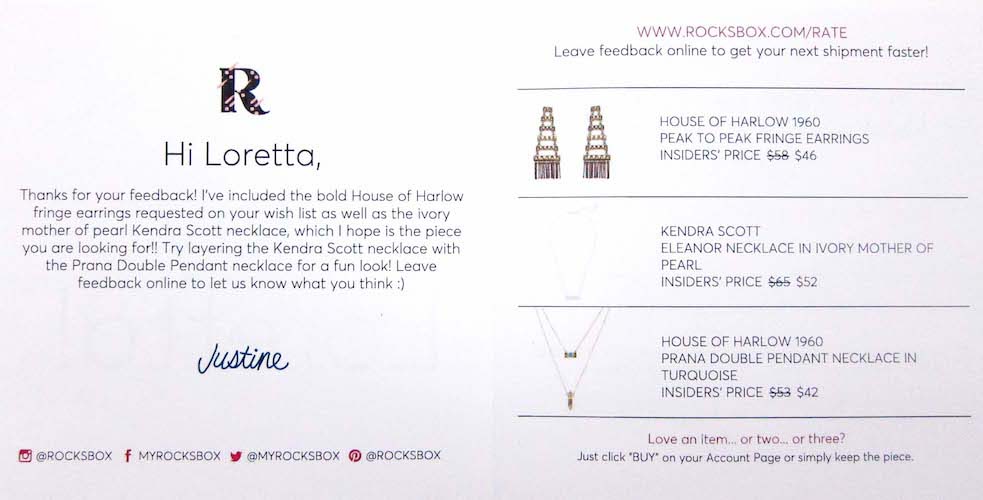 R
Hi Loretta,
Thanks for your feedback! I've included the bold House of Harlow
fringe earrings requested on your wish list as well as the ivory
mother of pearl Kendra Scott necklace, which I hope is the piece
you are looking for!! Try layering the Kendra Scott necklace with
the Prana Double Pendant necklace for a fun look! Leave
feedback online to let us know what you think :)
Justine
@ROCKSBOX f MYROCKSBOX @MYROCKSBOX @ROCKSBOX
WWW.ROCKSBOX.COM/RATE
Leave feedback online to get your next shipment faster!
HOUSE OF HARLOW 1960
PEAK TO PEAK FRINGE EARRINGS
INSIDERS' PRICE $58 $46
KENDRA SCOTT
ELEANOR NECKLACE IN IVORY MOTHER OF
PEARL
INSIDERS' PRICE $65 $52
HOUSE OF HARLOW 1960
PRANA DOUBLE PENDANT NECKLACE IN
TURQUOISE
INSIDERS' PRICE $53 $42
Love an item... or two... or three?
Just click "BUY" on your Account Page or simply keep the piece.